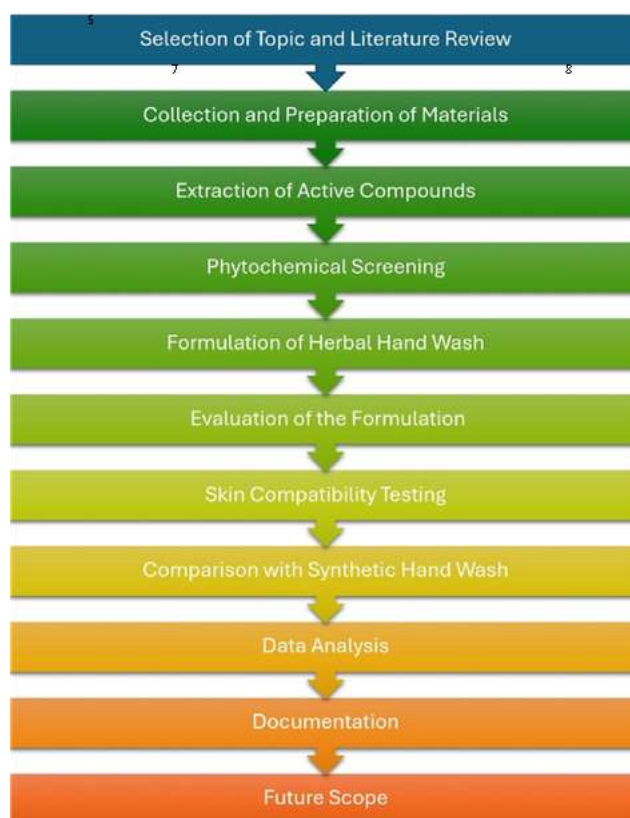 5
Selection of Topic and Literature Review
7 8
Collection and Preparation of Materials
Extraction of Active Compounds
Phytochemical Screening
Formulation of Herbal Hand Wash
Evaluation of the Formulation
Skin Compatibility Testing
Comparison with Synthetic Hand Wash
Data Analysis
Documentation
Future Scope